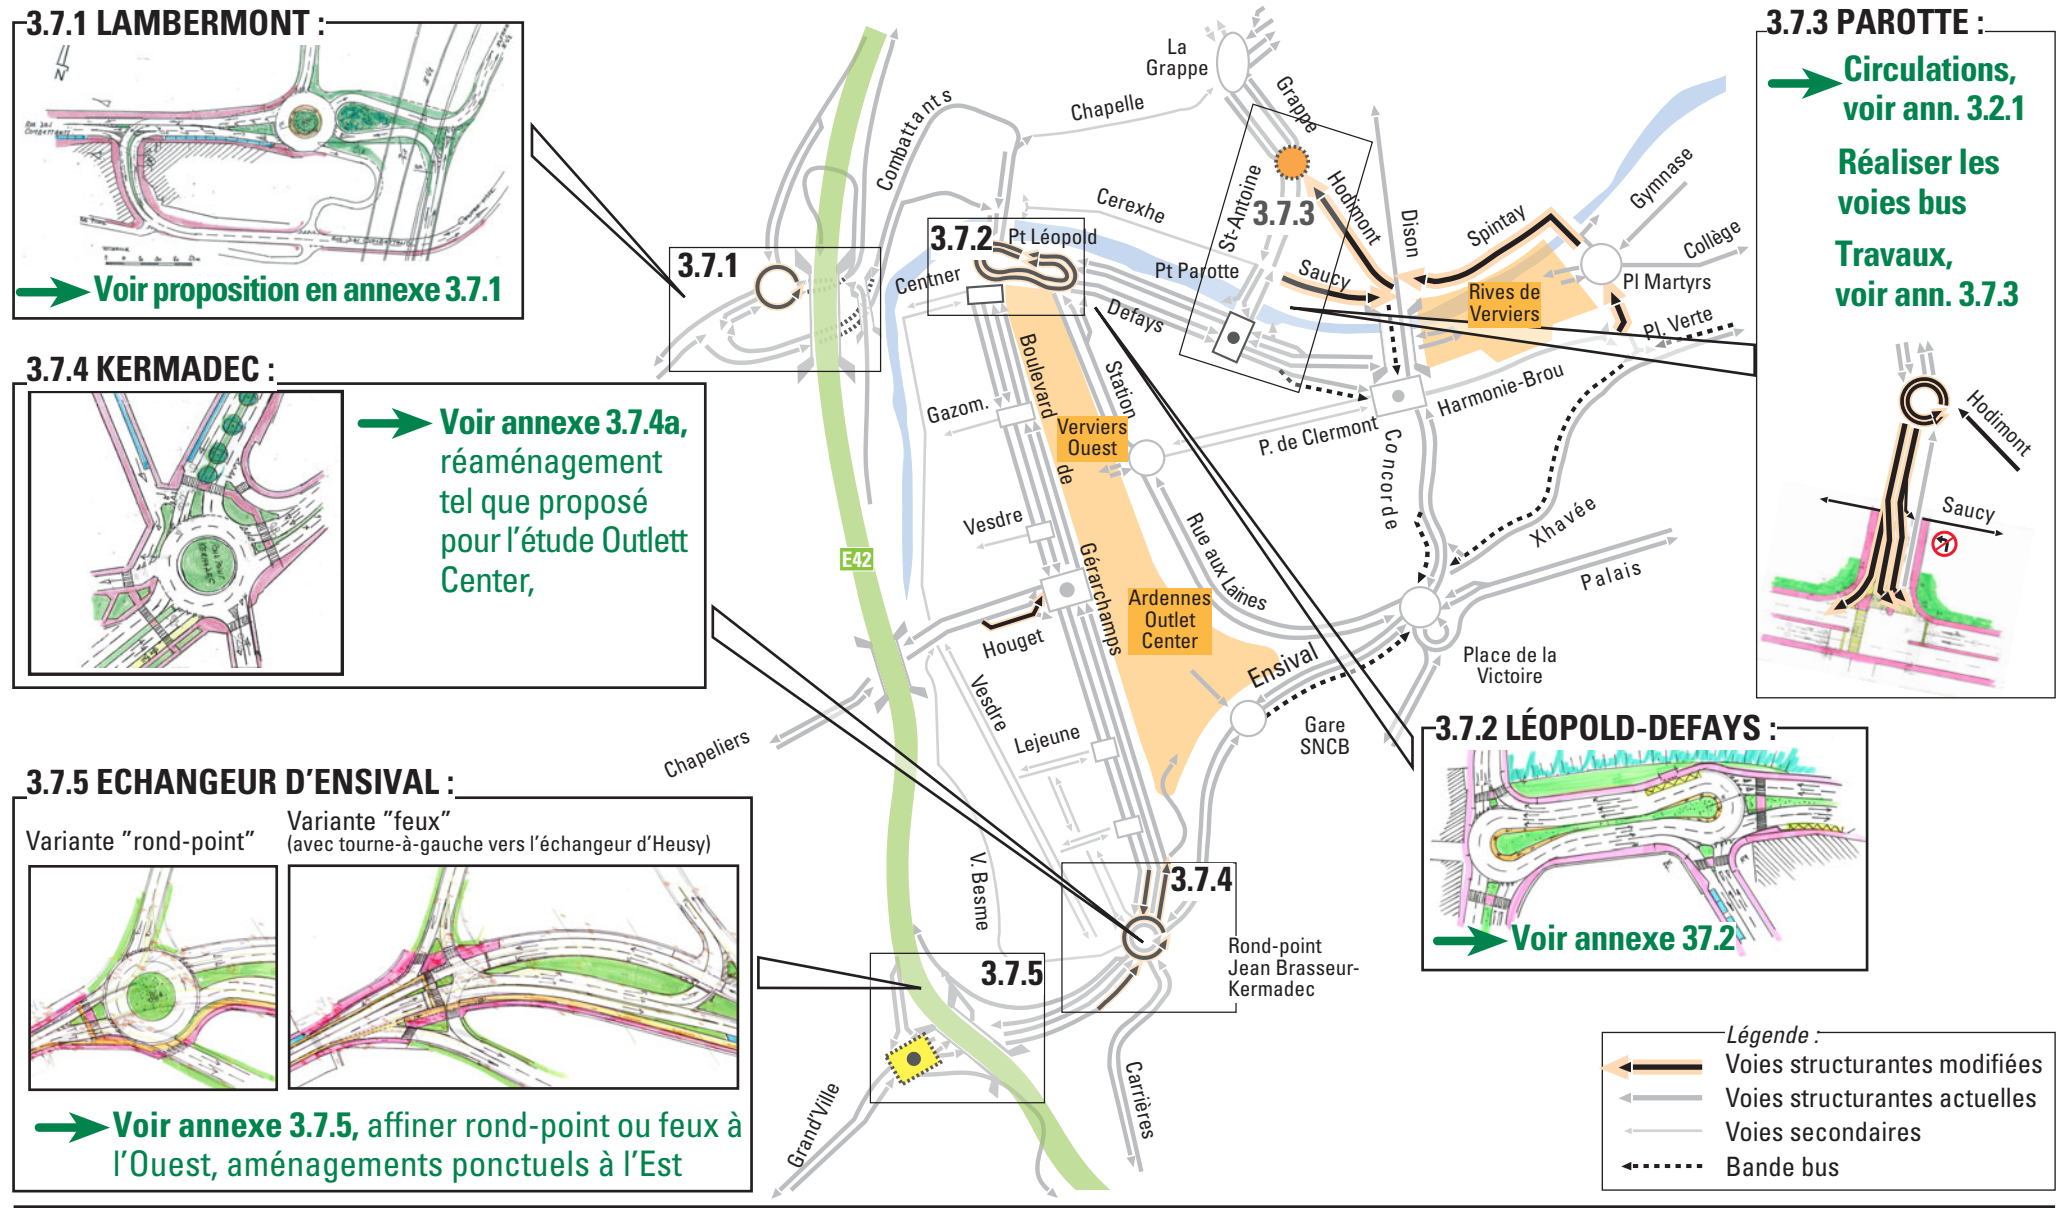 3.7.1 LAMBERMONT :
N
Voir proposition en annexe 3.7.1
3.7.4 KERMADEC :
Voir annexe 3.7.4a,
réaménagement
tel que proposé
pour l'étude Outlett
Center,
3.7.5 ECHANGEUR D'ENSIVAL :
Variante "rond-point"
Variante "feux"
(avec tourne-à-gauche vers l'échangeur d'Heusy)
Voir annexe 3.7.5, affiner rond-point ou feux à
l'Ouest, aménagements ponctuels à l'Est
3.7.3 PAROTTE :
Circulations,
voir ann. 3.2.1
Réaliser les
voies bus
Travaux,
voir ann. 3.7.3
Hodimont
Saucy
3.7.2 LÉOPOLD-DEFAYS :
Voir annexe 37.2
La
Grappe
Grappe
Chapelle
Combattants
Cerexhe
St-Antoine
3.7.3
Hodimont
Dison
Spintay
Gymnase
Collège
Pl Martyrs
Pl. Verte
Rives de
Verviers
Saucy
Pt Parotte
3.7.1
3.7.2
Pt Léopold
Centner
Defays
Boulevard de Gérarchamps
Station
Gazom.
Verviers
Ouest
P. de Clermont
Harmonie-Brou
Concorde
Xhavée
Palais
Vesdre
Rue aux Laines
E42
Ardennes
Outlet
Center
Houget
Ensival
Place de la
Victoire
Gare
SNCB
Vesdre
Lejeune
Chapeliers
V. Besme
3.7.4
Rond-point
Jean Brasseur-
Kermadec
3.7.5
Carrières
Grand'Ville
Légende :
Voies structurantes modifiées
Voies structurantes actuelles
Voies secondaires
Bande bus